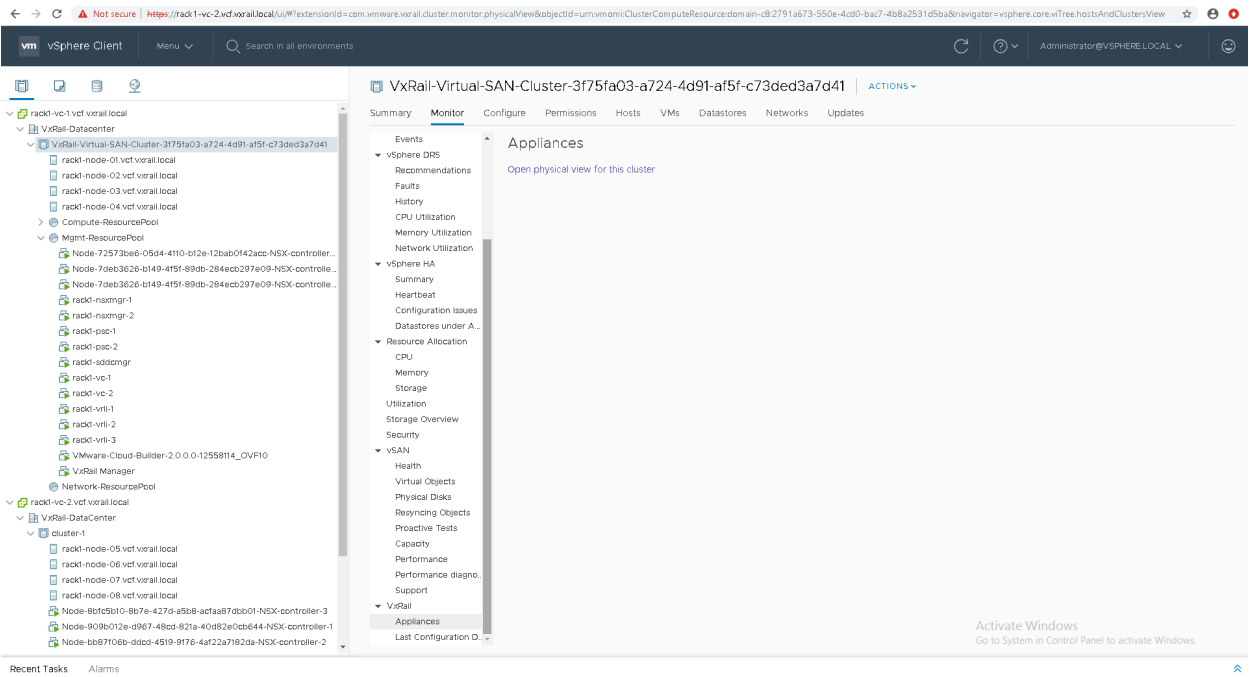 Not secure | https://rack1-vc-2.vcf.vxrail.local/ui/#?extensionId=com.vmware.vxrail.cluster.monitor.physicalView&objectId=urn:vmomi:ClusterComputeResource:domain-c8:2791a673-550e-4cd0-bac7-4b8a2531d5ba&navigator=vsphere.core.viTree.hostsAndClustersView
vm vSphere Client Menu Search in all environments Administrator@VSPHERE.LOCAL
rack1-vc-1.vcf.vxrail.local
VxRail-Datacenter
VxRail-Virtual-SAN-Cluster-3f75fa03-a724-4d91-af5f-c73ded3a7d41
rack1-node-01.vcf.vxrail.local
rack1-node-02.vcf.vxrail.local
rack1-node-03.vcf.vxrail.local
rack1-node-04.vcf.vxrail.local
Compute-ResourcePool
Mgmt-ResourcePool
Node-72573be6-05d4-4110-b12e-12bab0f42acc-NSX-controller...
Node-7deb3626-b149-4f5f-89db-284ecb297e09-NSX-controlle...
Node-7deb3626-b149-4f5f-89db-284ecb297e09-NSX-controlle...
rack1-nsxmgr-1
rack1-nsxmgr-2
rack1-psc-1
rack1-psc-2
rack1-sddcmgr
rack1-vc-1
rack1-vc-2
rack1-vrli-1
rack1-vrli-2
rack1-vrli-3
VMware-Cloud-Builder-2.0.0.0-12558114_OVF10
VxRail Manager
Network-ResourcePool
rack1-vc-2.vcf.vxrail.local
VxRail-DataCenter
cluster-1
rack1-node-05.vcf.vxrail.local
rack1-node-06.vcf.vxrail.local
rack1-node-07.vcf.vxrail.local
rack1-node-08.vcf.vxrail.local
Node-8bfc5b10-8b7e-427d-a5b8-acfaa87dbb01-NSX-controller-3
Node-909b012e-d967-48cd-821a-40d82e0cb644-NSX-controller-1
Node-bb87f06b-ddcd-4519-9f76-4af22a7182da-NSX-controller-2
VxRail-Virtual-SAN-Cluster-3f75fa03-a724-4d91-af5f-c73ded3a7d41 ACTIONS
Summary Monitor Configure Permissions Hosts VMs Datastores Networks Updates
Events
vSphere DRS
Recommendations
Faults
History
CPU Utilization
Memory Utilization
Network Utilization
vSphere HA
Summary
Heartbeat
Configuration Issues
Datastores under A...
Resource Allocation
CPU
Memory
Storage
Utilization
Storage Overview
Security
vSAN
Health
Virtual Objects
Physical Disks
Resyncing Objects
Proactive Tests
Capacity
Performance
Performance diagno..
Support
VxRail
Appliances
Last Configuration D..
Appliances
Open physical view for this cluster
Activate Windows
Go to System in Control Panel to activate Windows.
Recent Tasks Alarms